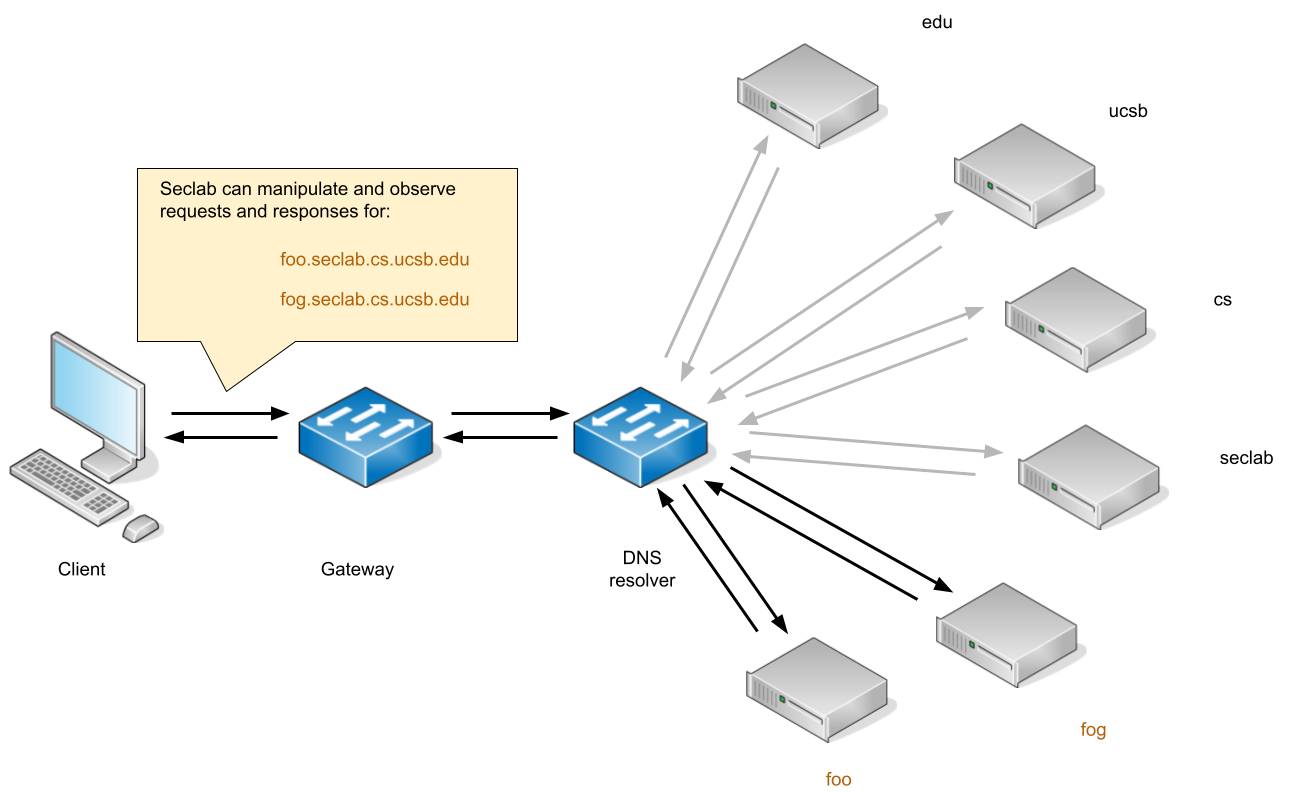 edu
ucsb
Seclab can manipulate and observe
requests and responses for:
foo.seclab.cs.ucsb.edu
fog.seclab.cs.ucsb.edu
cs
seclab
Client
Gateway
DNS
resolver
fog
foo